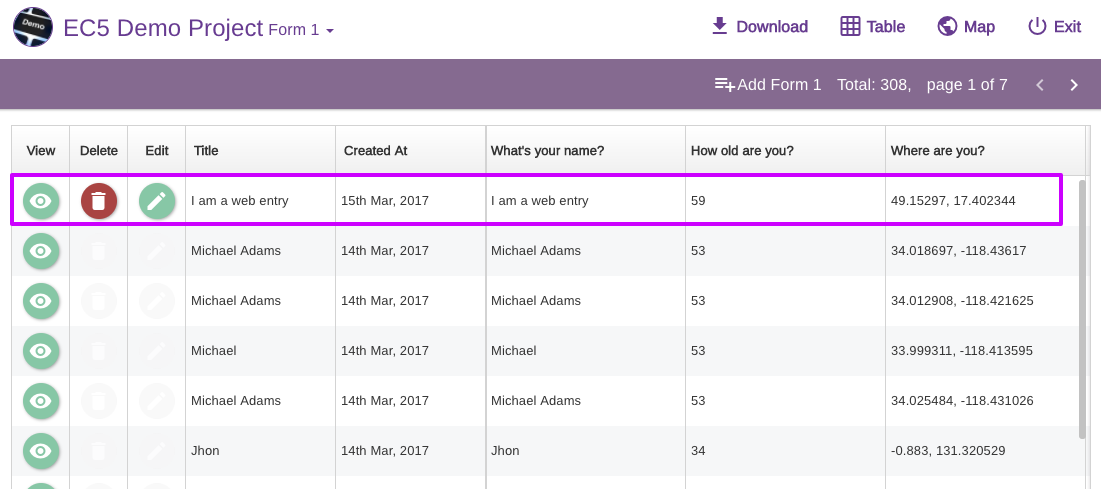 Demo EC5 Demo Project Form 1 Download Table Map Exit
Add Form 1 Total: 308, page 1 of 7
View Delete Edit Title Created At What's your name? How old are you? Where are you?
I am a web entry 15th Mar, 2017 I am a web entry 59 49.15297, 17.402344
Michael Adams 14th Mar, 2017 Michael Adams 53 34.018697, -118.43617
Michael Adams 14th Mar, 2017 Michael Adams 53 34.012908, -118.421625
Michael 14th Mar, 2017 Michael 53 33.999311, -118.413595
Michael Adams 14th Mar, 2017 Michael Adams 53 34.025484, -118.431026
Jhon 14th Mar, 2017 Jhon 34 -0.883, 131.320529